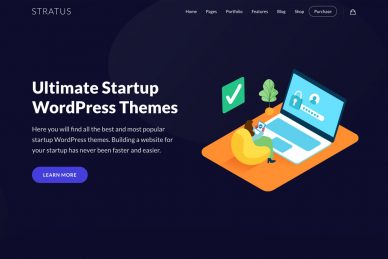 STRATUS
Home Pages Portfolio Features Blog Shop Purchase
Ultimate Startup
WordPress Themes
Here you will find all the best and most popular
startup WordPress themes. Building a website for
your startup has never been faster and easier.
LEARN MORE